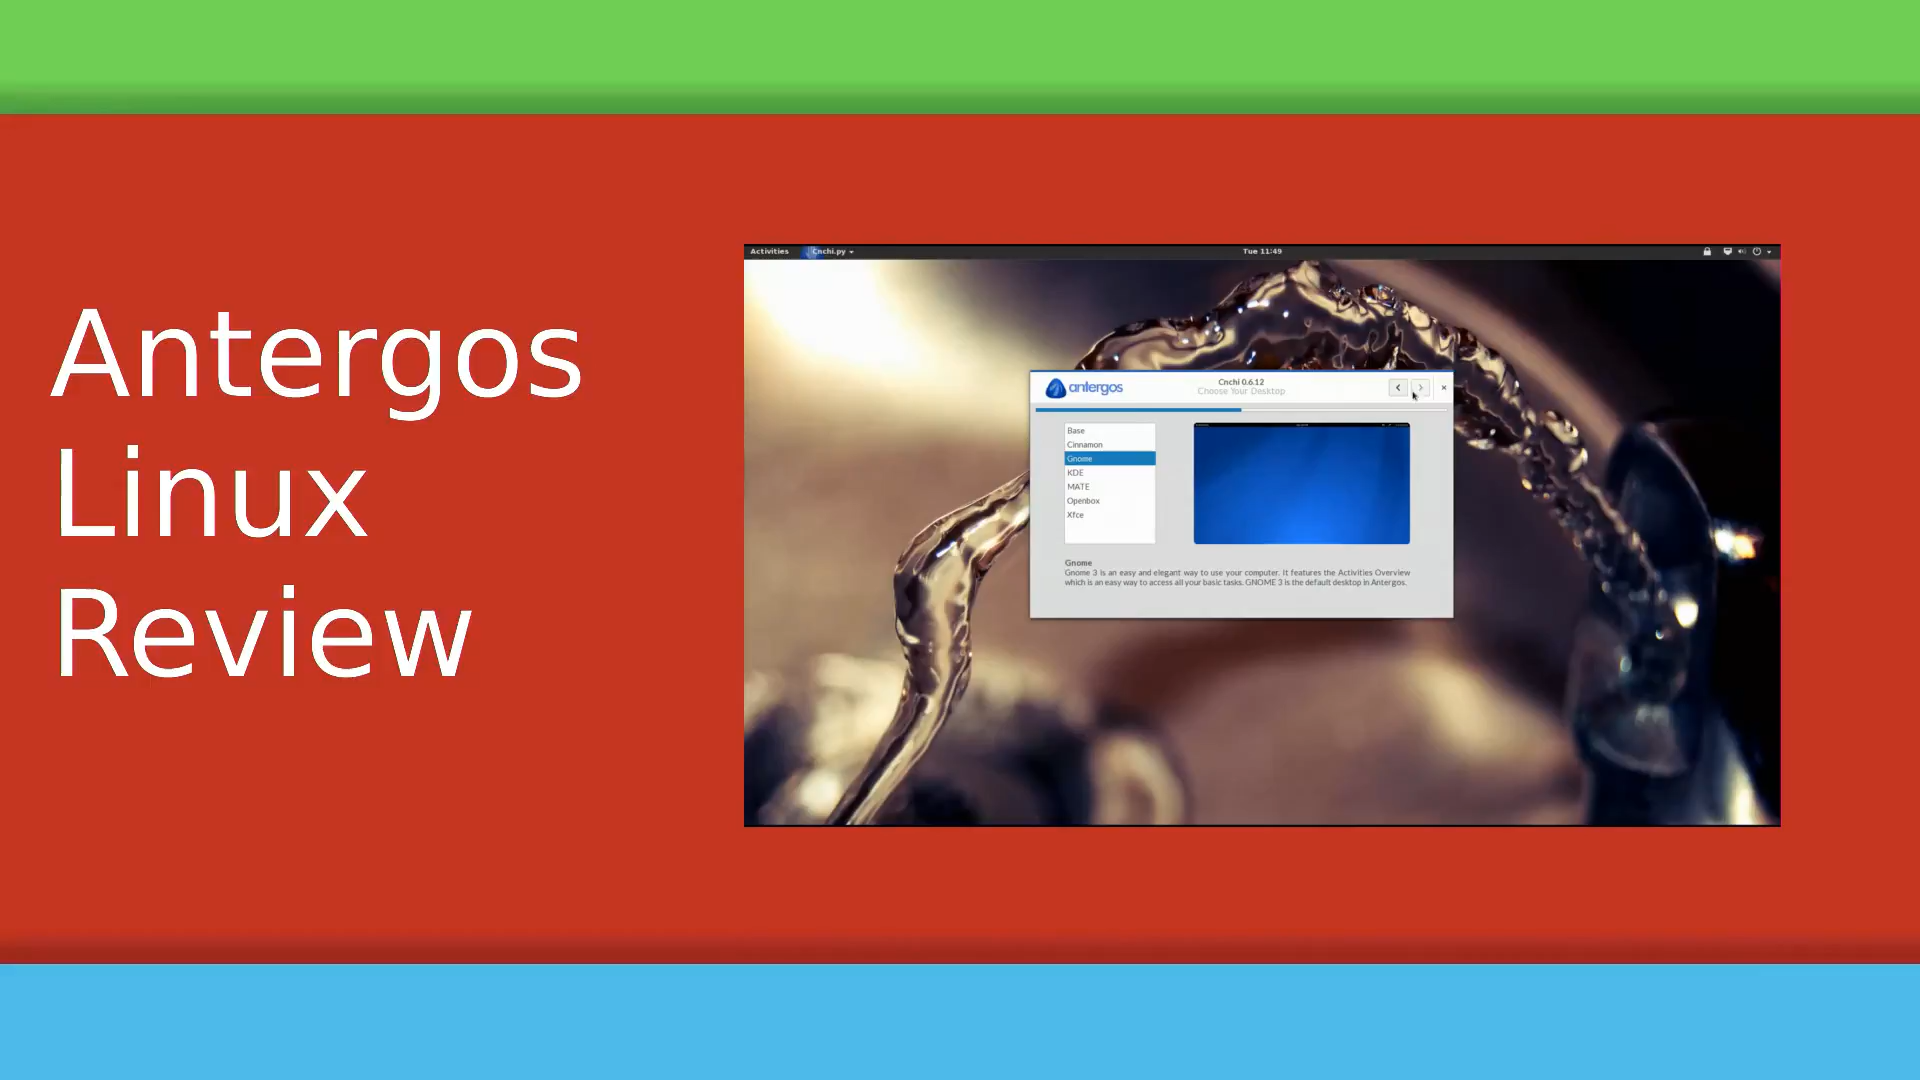 Antergos
Linux
Review
Activities
Cnchi.py
Tue 11:49
antergos
Cnchi 0.6.12
Choose Your Desktop
Base
Cinnamon
Gnome
KDE
MATE
Openbox
Xfce
Gnome
Gnome 3 is an easy and elegant way to use your computer. It features the Activities Overview
which is an easy way to access all your basic tasks. GNOME 3 is the default desktop in Antergos.